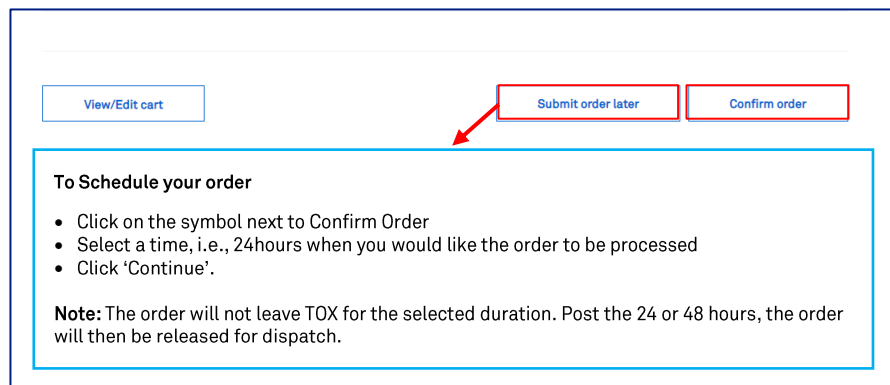 View/Edit cart
Submit order later
Confirm order
To Schedule your order
• Click on the symbol next to Confirm Order
• Select a time, i.e., 24hours when you would like the order to be processed
• Click ‘Continue’.
Note: The order will not leave TOX for the selected duration. Post the 24 or 48 hours, the order
will then be released for dispatch.